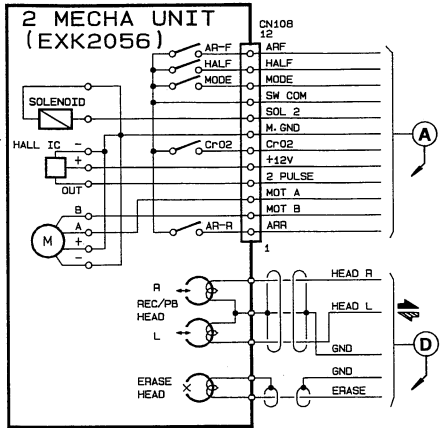 2 MECHA UNIT
(EXK2056)
CN108
12
AR-F ARF
HALF HALF
MODE MODE
SW COM
SOLENOID SOL 2
M.GND
HALL IC - CrO2 CrO2
+ +12V
OUT 2 PULSE
MOT A
B MOT B
A AR-R ARR
M +
-
1
A
R HEAD R
REC/PB
HEAD
L HEAD L
GND
D
GND
ERASE
HEAD ERASE